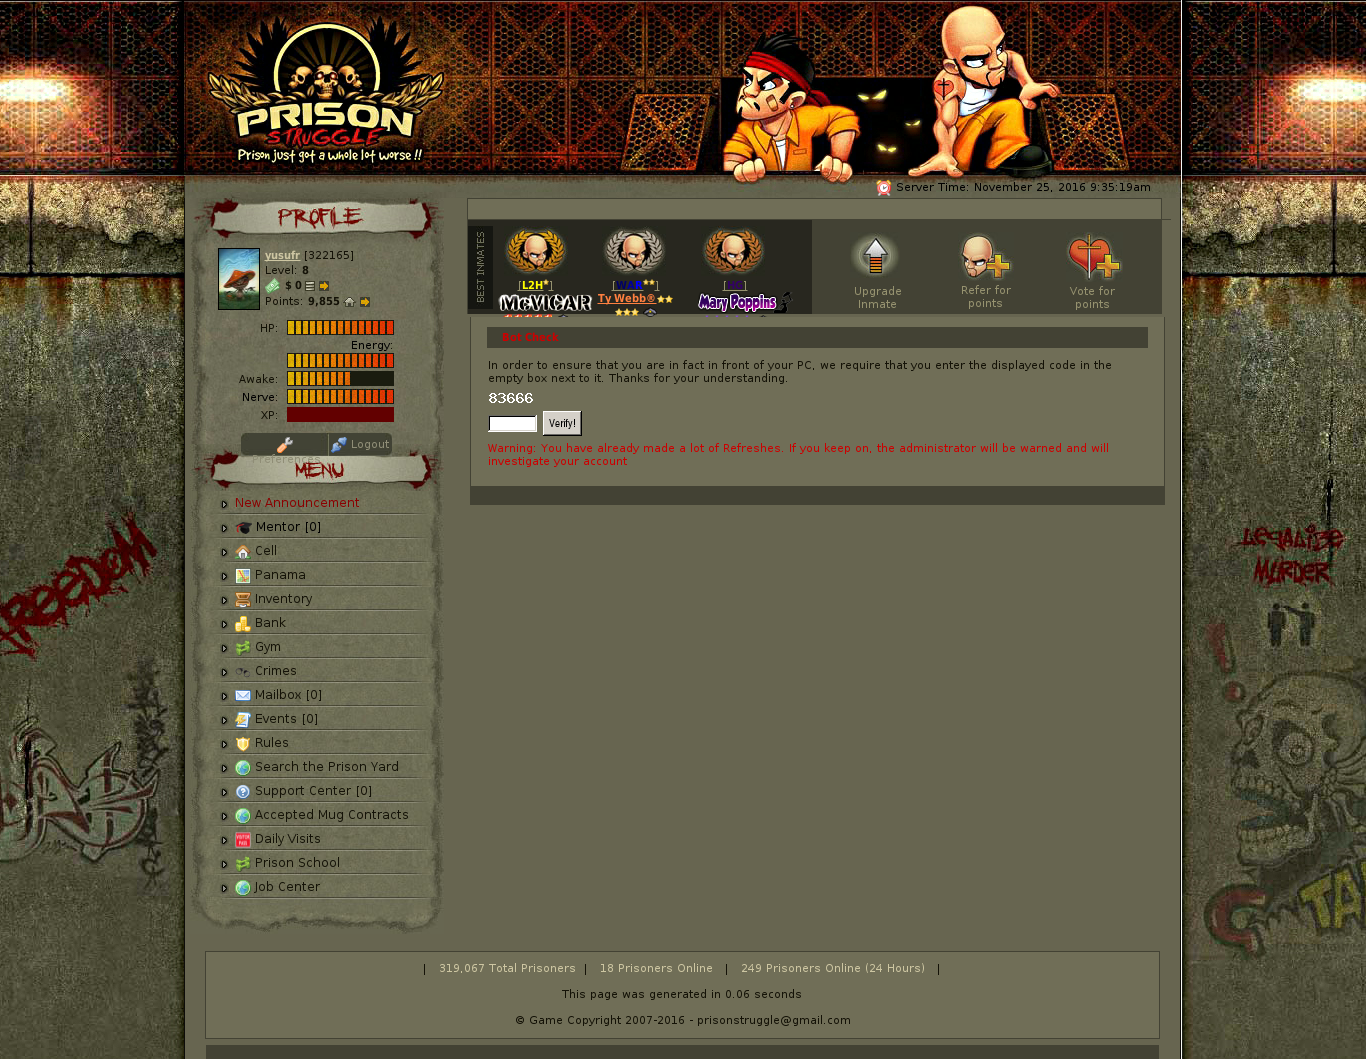 PRISON
STRUGGLE
Prison just got a whole lot worse !!
Server Time: November 25, 2016 9:35:19am
PROFILE
yusufr [322165]
Level: 8
$ 0
Points: 9,855
HP:
Energy:
Awake:
Nerve:
XP:
Preferences
Logout
MENU
New Announcement
Mentor [0]
Cell
Panama
Inventory
Bank
Gym
Crimes
Mailbox [0]
Events [0]
Rules
Search the Prison Yard
Support Center [0]
Accepted Mug Contracts
Daily Visits
Prison School
Job Center
BEST INMATES
[L2H*]
McVICAR
[WAR**]
Ty Webb®
[HG]
Mary Poppins
Upgrade
Inmate
Refer for
points
Vote for
points
Bot Check
In order to ensure that you are in fact in front of your PC, we require that you enter the displayed code in the
empty box next to it. Thanks for your understanding.
83666
Verify!
Warning: You have already made a lot of Refreshes. If you keep on, the administrator will be warned and will
investigate your account
FREEDOM
LEGALIZE
MURDER
| 319,067 Total Prisoners | 18 Prisoners Online | 249 Prisoners Online (24 Hours) |
This page was generated in 0.06 seconds
© Game Copyright 2007-2016 - prisonstruggle@gmail.com